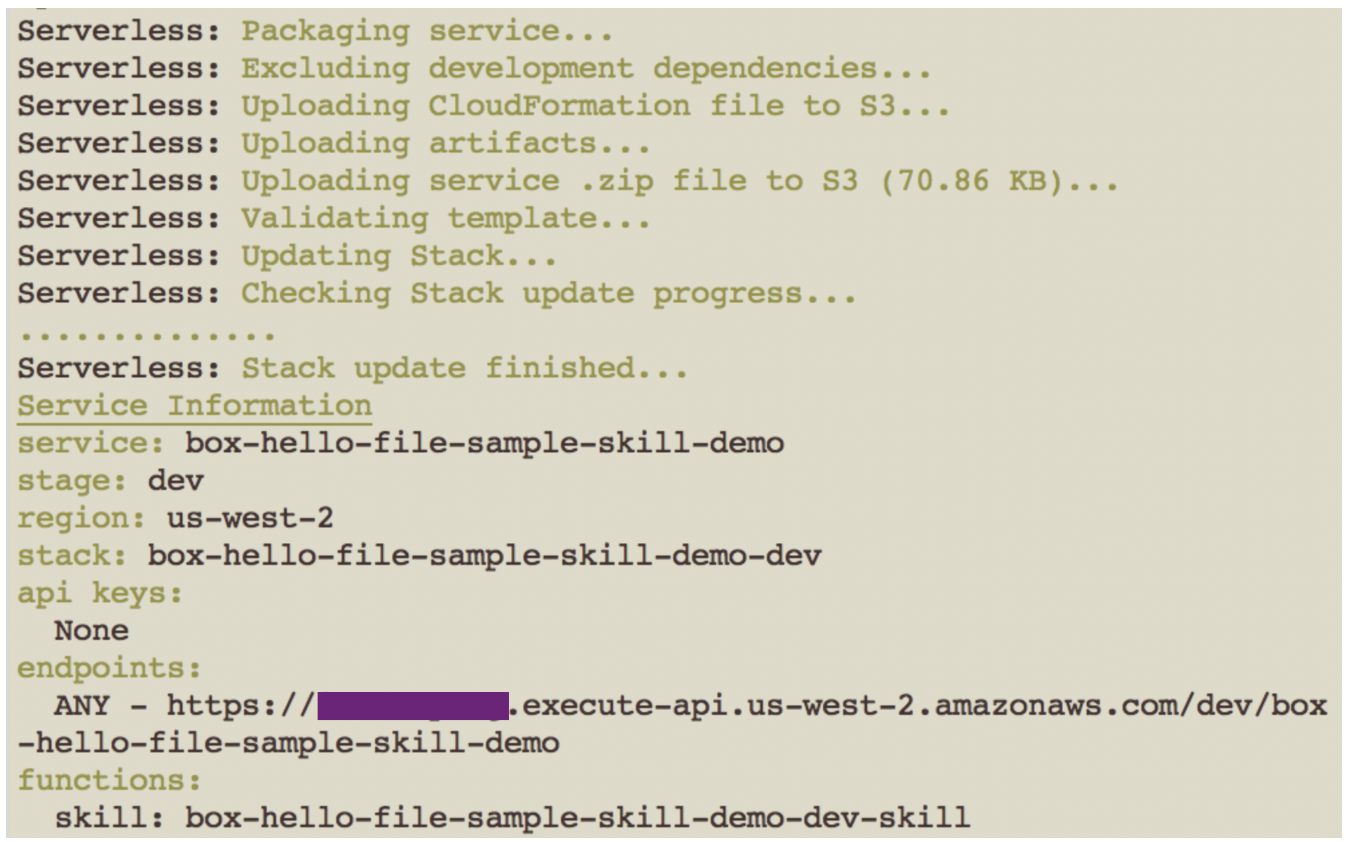 Serverless: Packaging service...
Serverless: Excluding development dependencies...
Serverless: Uploading CloudFormation file to S3...
Serverless: Uploading artifacts...
Serverless: Uploading service .zip file to S3 (70.86 KB)...
Serverless: Validating template...
Serverless: Updating Stack...
Serverless: Checking Stack update progress...
..............
Serverless: Stack update finished...
Service Information
service: box-hello-file-sample-skill-demo
stage: dev
region: us-west-2
stack: box-hello-file-sample-skill-demo-dev
api keys:
  None
endpoints:
  ANY - https://.execute-api.us-west-2.amazonaws.com/dev/box
-hello-file-sample-skill-demo
functions:
  skill: box-hello-file-sample-skill-demo-dev-skill